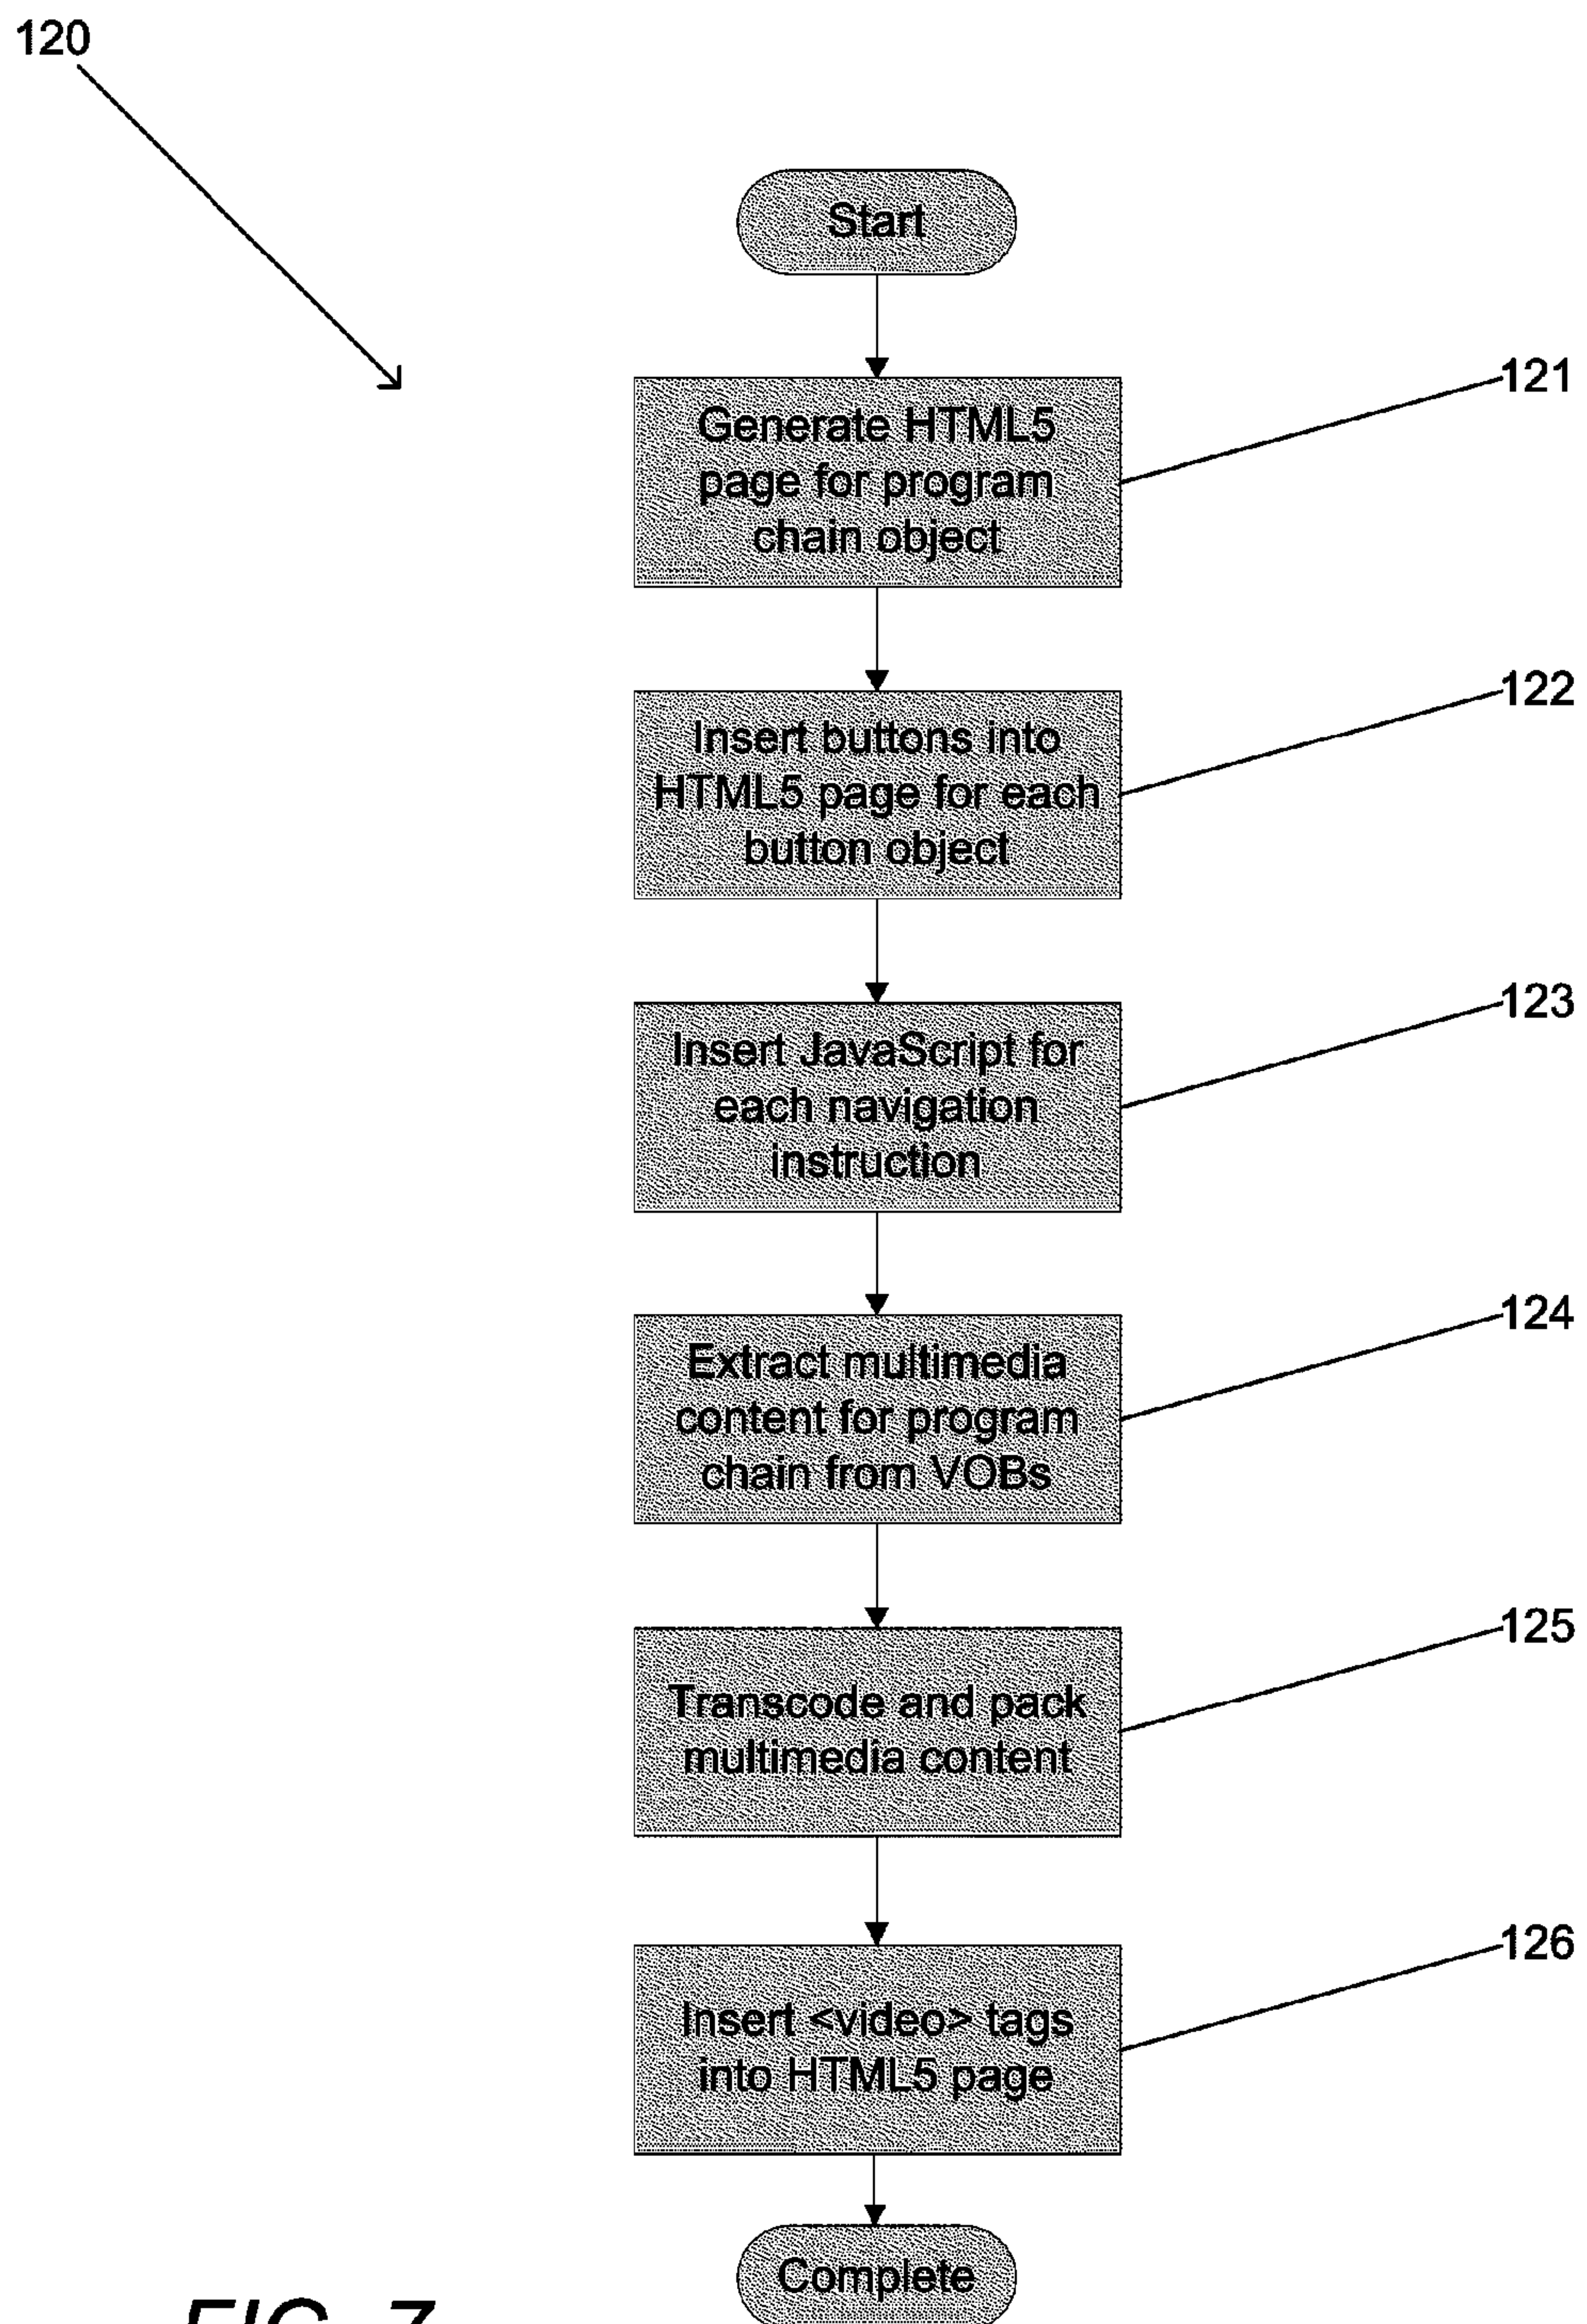 120
Start
Generate HTML5
page for program
chain object
121
Insert buttons into
HTML5 page for each
button object
122
Insert JavaScript for
each navigation
instruction
123
Extract multimedia
content for program
chain from VOBs
124
Transcode and pack
multimedia content
125
Insert <video> tags
into HTML5 page
126
Complete
FIG. 7